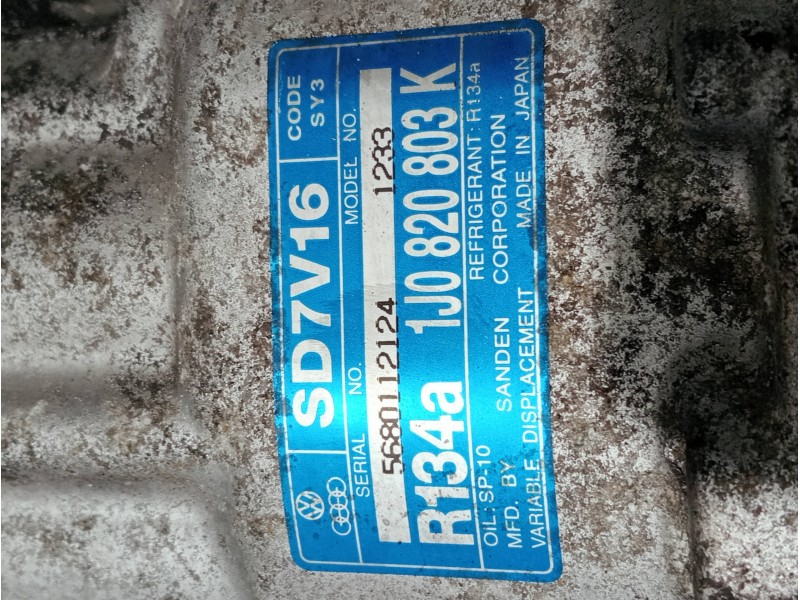 SD7V16 CODE SY3
SERIAL NO. MODEL NO.
5680112124 1233
R134a 1J0 820 803 K
OIL: SP-10 REFRIGERANT: R134a
MFD. BY SANDEN CORPORATION
VARIABLE DISPLACEMENT MADE IN JAPAN